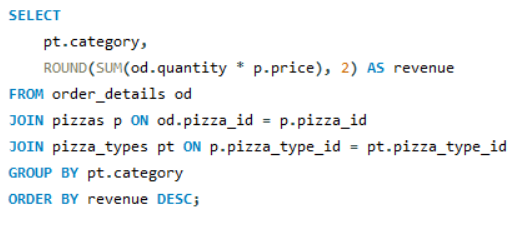 SELECT
    pt.category,
    ROUND(SUM(od.quantity * p.price), 2) AS revenue
FROM order_details od
JOIN pizzas p ON od.pizza_id = p.pizza_id
JOIN pizza_types pt ON p.pizza_type_id = pt.pizza_type_id
GROUP BY pt.category
ORDER BY revenue DESC;